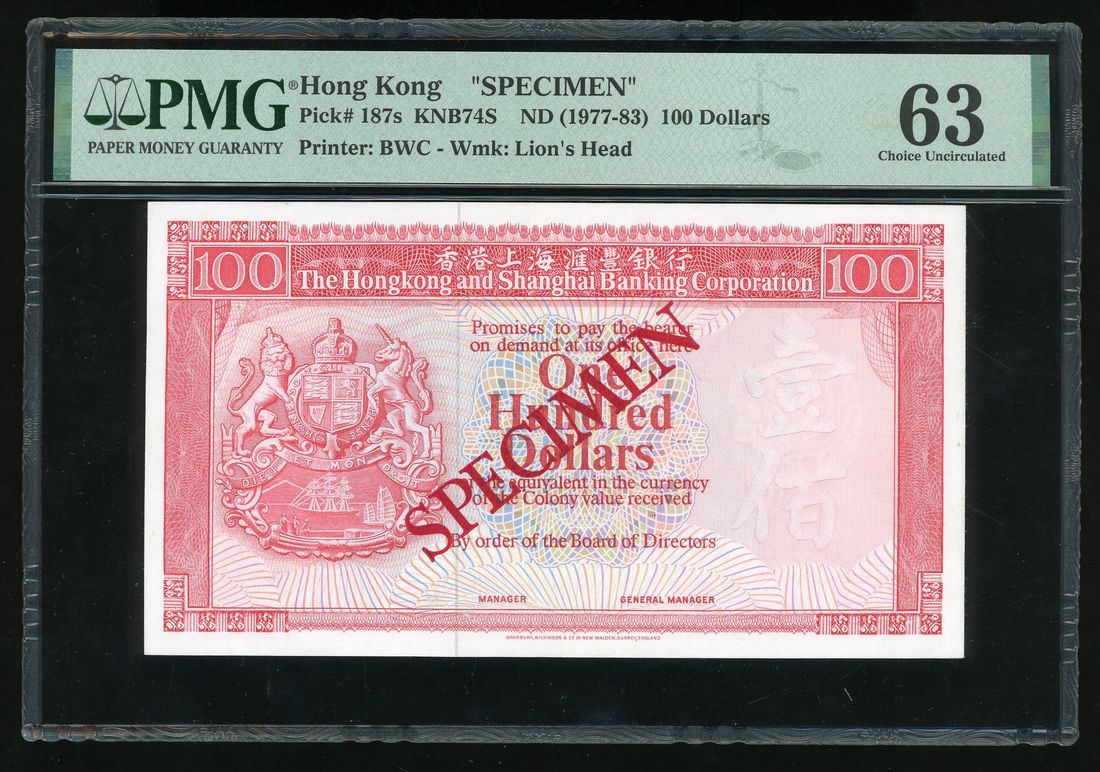 PMG®
PAPER MONEY GUARANTY
Hong Kong "SPECIMEN"
Pick# 187s KNB74S ND (1977-83) 100 Dollars
Printer: BWC - Wmk: Lion's Head
63
Choice Uncirculated
100
香港上海滙豐銀行
The Hongkong and Shanghai Banking Corporation
100
Promises to pay the bearer
on demand at its office here
One
Hundred
Dollars
or the equivalent in the currency
of the Colony value received
By order of the Board of Directors
SPECIMEN
壹
佰
DIEU ET MON DROIT
MANAGER
GENERAL MANAGER
BRADBURY, WILKINSON & Cº Lᵈ NEW MALDEN, SURREY, ENGLAND